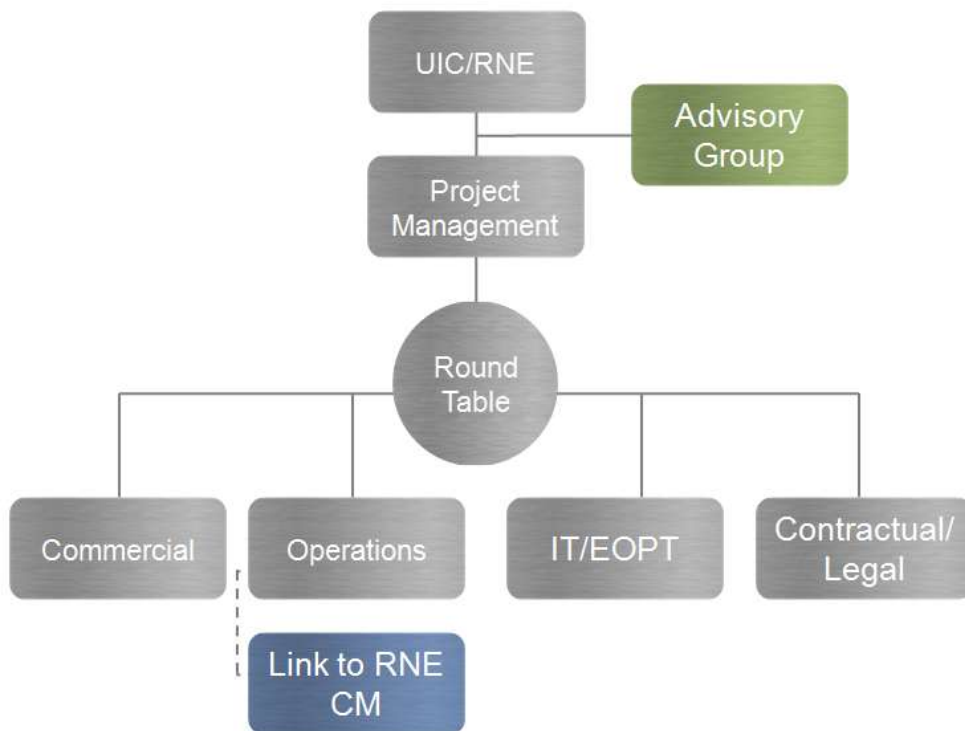 UIC/RNE
Advisory
Group
Project
Management
Round
Table
Commercial
Operations
IT/EOPT
Contractual/
Legal
Link to RNE
CM